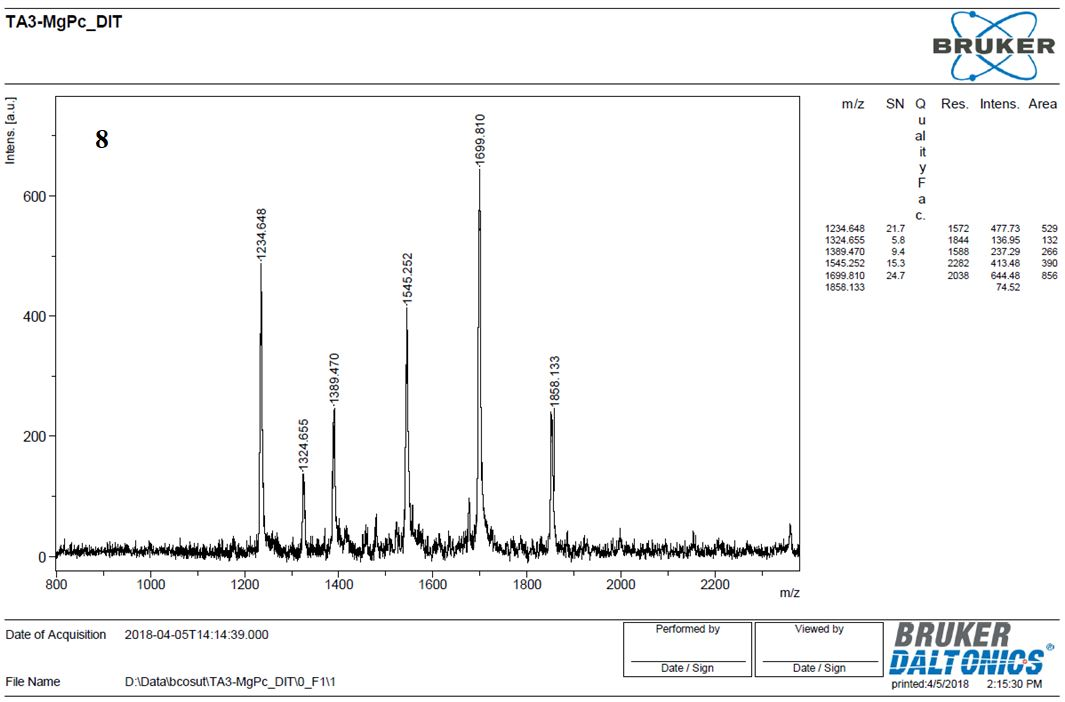 TA3-MgPc_DIT
BRUKER
Intens. [a.u.]
8
600
400
200
0
1234.648
1324.655
1389.470
1545.252
1699.810
1858.133
800 1000 1200 1400 1600 1800 2000 2200
m/z
m/z SN Q Res. Intens. Area
u
al
it
y
F
a
c.
1234.648 21.7 1572 477.73 529
1324.655 5.8 1844 136.95 132
1389.470 9.4 1588 237.29 266
1545.252 15.3 2282 413.48 390
1699.810 24.7 2038 644.48 856
1858.133 74.52
Date of Acquisition 2018-04-05T14:14:39.000
File Name D:\Data\bcosut\TA3-MgPc_DIT\0_F1\1
Performed by
Date / Sign
Viewed by
Date / Sign
BRUKER
DALTONICS®
printed:4/5/2018 2:15:30 PM